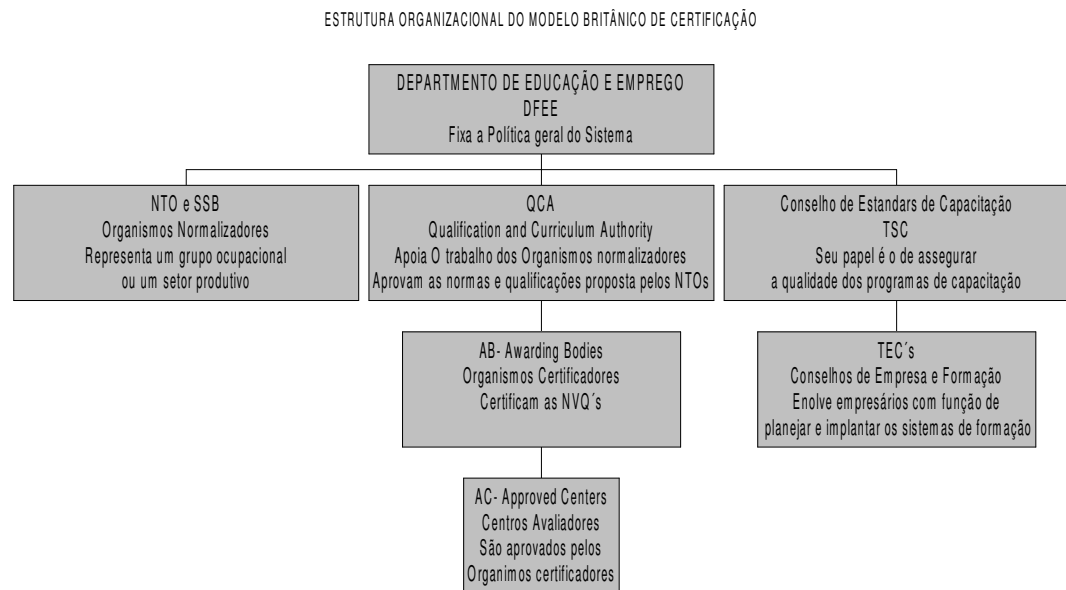 ESTRUTURA ORGANIZACIONAL DO MODELO BRITÂNICO DE CERTIFICAÇÃO
DEPARTMENTO DE EDUCAÇÃO E EMPREGO
DFEE
Fixa a Política geral do Sistema
NTO e SSB
Organismos Normalizadores
Representa um grupo ocupacional
ou um setor produtivo
QCA
Qualification and Curriculum Authority
Apoia O trabalho dos Organismos normalizadores
Aprovam as normas e qualificações proposta pelos NTOs
Conselho de Estandars de Capacitação
TSC
Seu papel é o de assegurar
a qualidade dos programas de capacitação
AB- Awarding Bodies
Organismos Certificadores
Certificam as NVQ´s
TEC´s
Conselhos de Empresa e Formação
Enolve empresários com função de
planejar e implantar os sistemas de formação
AC- Approved Centers
Centros Avaliadores
São aprovados pelos
Organimos certificadores